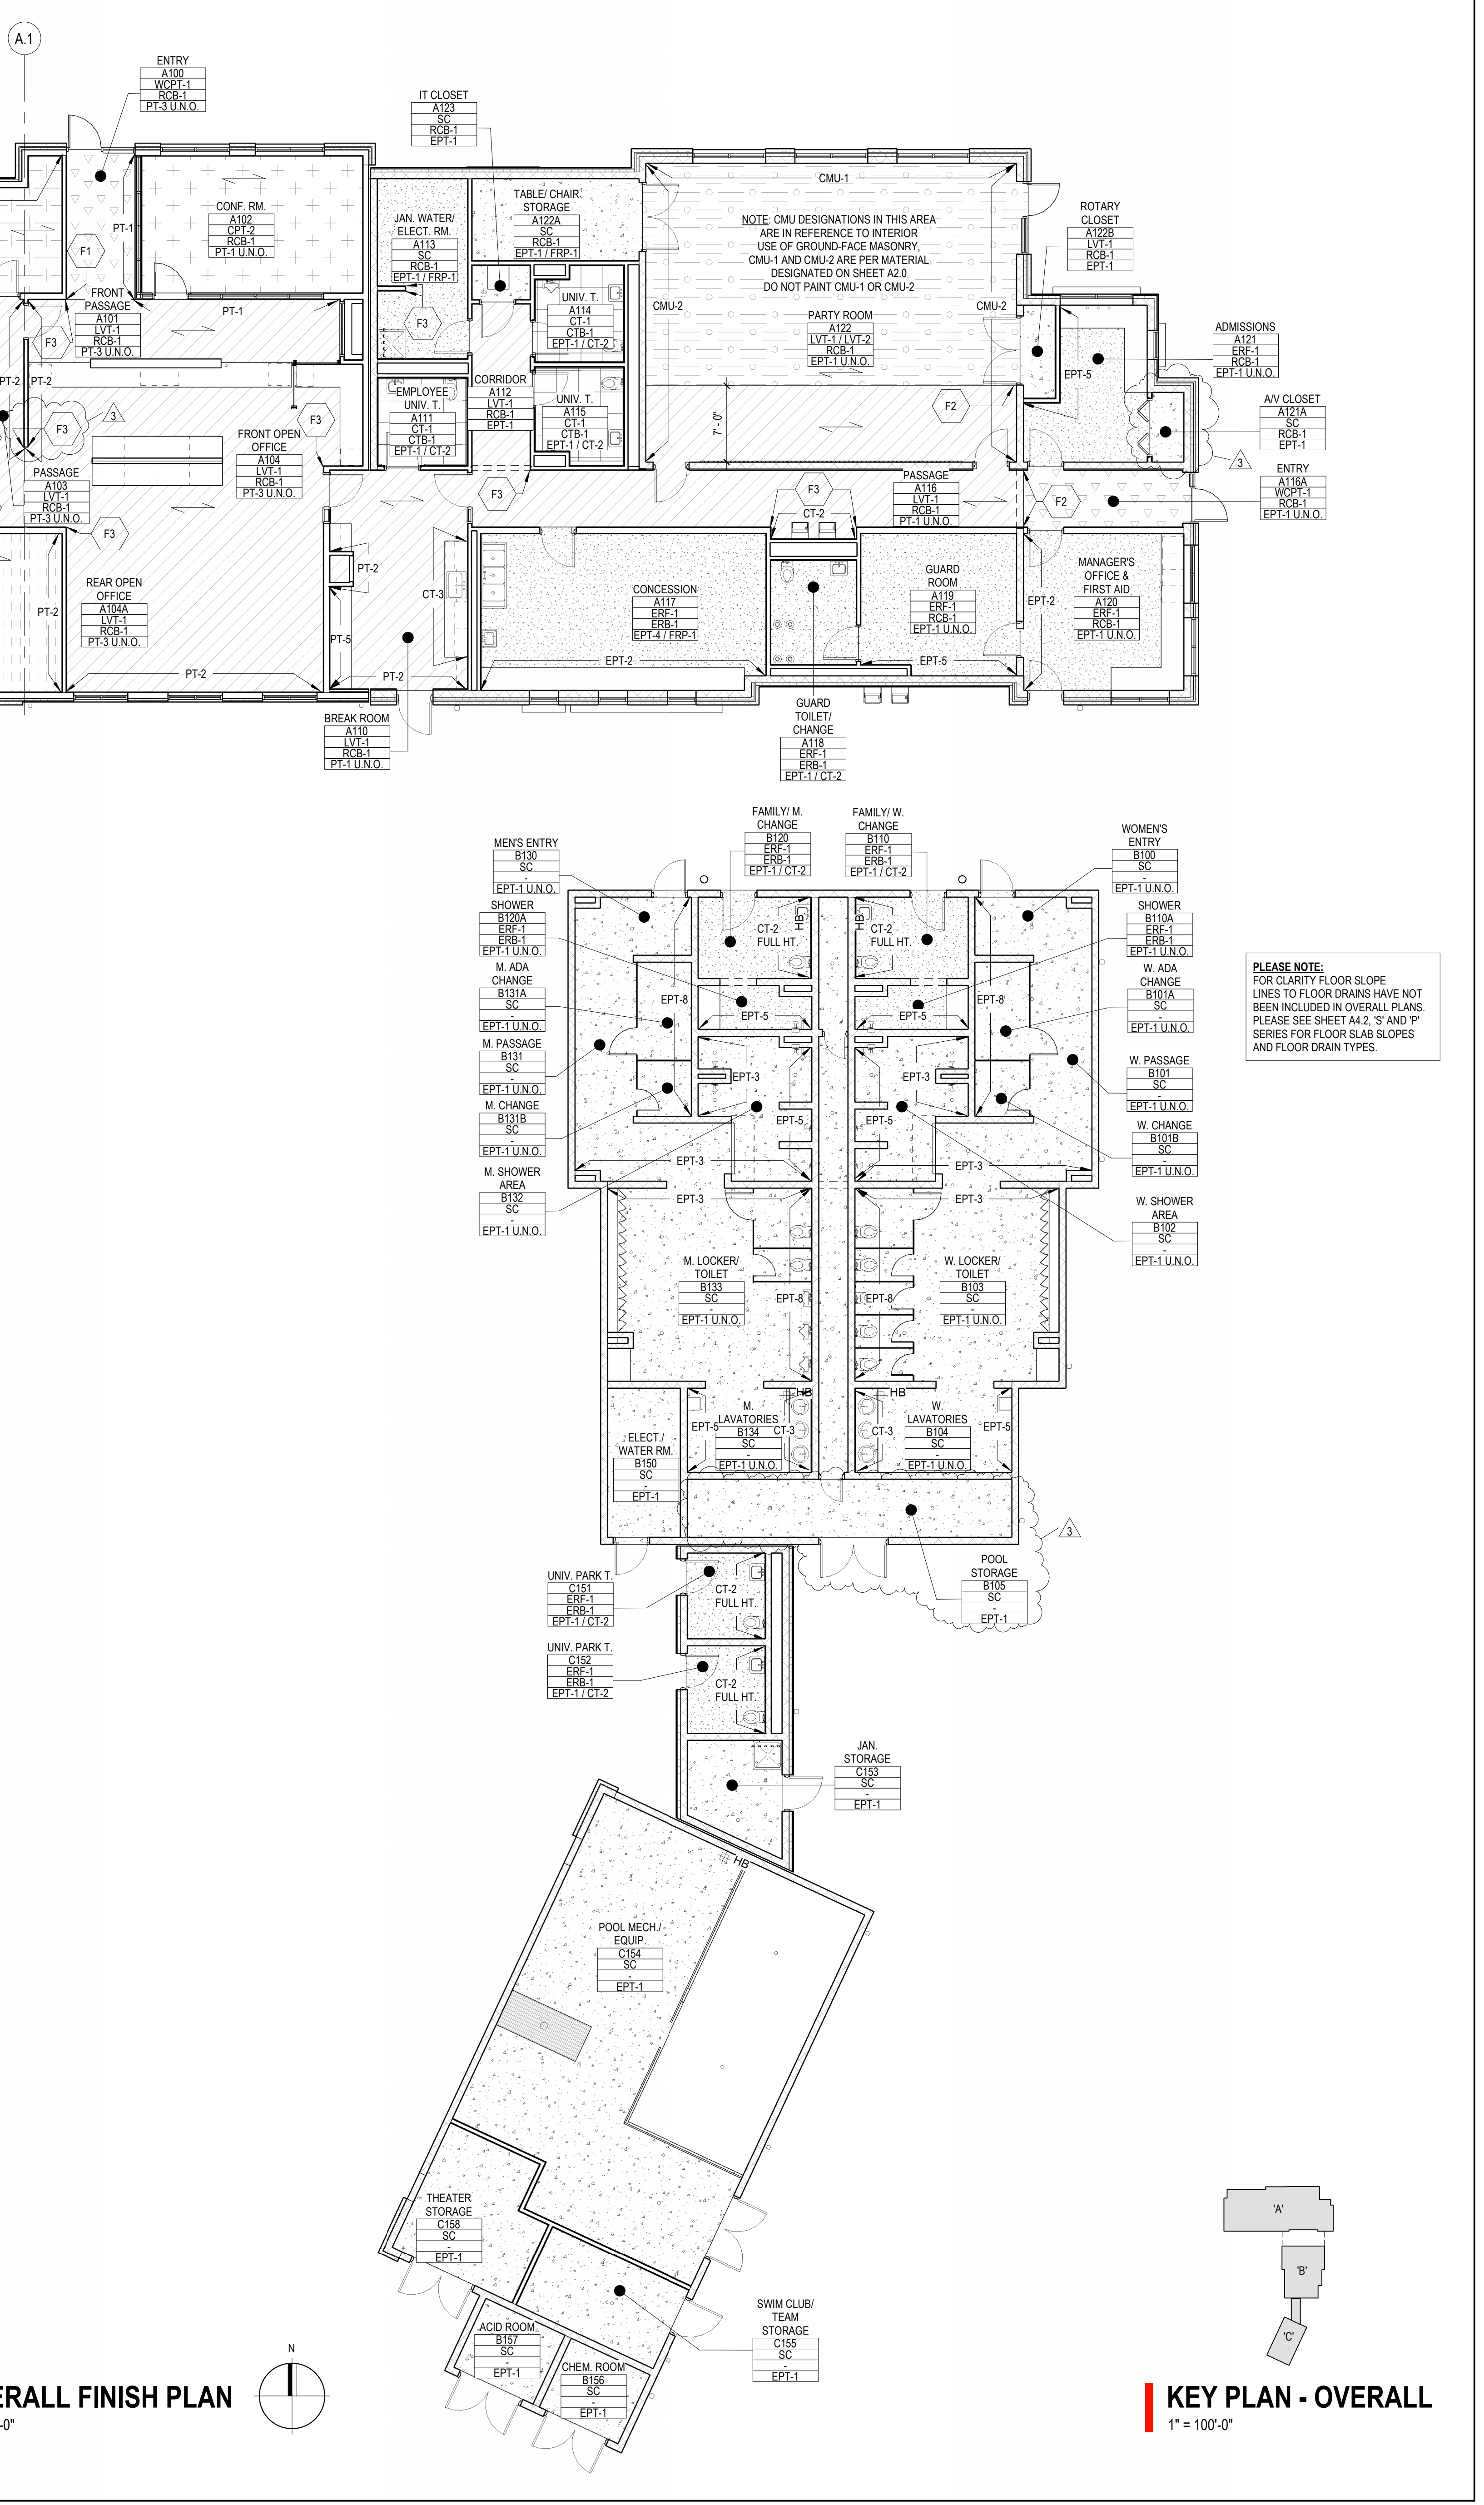 A.1
ENTRY
A100
WCPT-1
RCB-1
PT-3 U.N.O.
IT CLOSET
A123
SC
RCB-1
EPT-1
CONF. RM.
A102
CPT-2
RCB-1
PT-1 U.N.O.
PT-1
F1
JAN. WATER/
ELECT. RM.
A113
SC
RCB-1
EPT-1 / FRP-1
TABLE/ CHAIR
STORAGE
A122A
SC
RCB-1
EPT-1 / FRP-1
CMU-1
NOTE: CMU DESIGNATIONS IN THIS AREA
ARE IN REFERENCE TO INTERIOR
USE OF GROUND-FACE MASONRY,
CMU-1 AND CMU-2 ARE PER MATERIAL
DESIGNATED ON SHEET A2.0
DO NOT PAINT CMU-1 OR CMU-2
CMU-2
CMU-2
PARTY ROOM
A122
LVT-1 / LVT-2
RCB-1
EPT-1 U.N.O.
ROTARY
CLOSET
A122B
LVT-1
RCB-1
EPT-1
ADMISSIONS
A121
ERF-1
RCB-1
EPT-1 U.N.O.
EPT-5
A/V CLOSET
A121A
SC
RCB-1
EPT-1
3
FRONT
PASSAGE
A101
LVT-1
RCB-1
PT-3 U.N.O.
PT-1
F3
F3
UNIV. T.
A114
CT-1
CTB-1
EPT-1 / CT-2
PT-2
PT-2
F3
3
EMPLOYEE
UNIV. T.
A111
CT-1
CTB-1
EPT-1 / CT-2
CORRIDOR
A112
LVT-1
RCB-1
EPT-1
UNIV. T.
A115
CT-1
CTB-1
EPT-1 / CT-2
7' - 0"
F2
FRONT OPEN
OFFICE
A104
LVT-1
RCB-1
PT-3 U.N.O.
F3
PASSAGE
A103
LVT-1
RCB-1
PT-3 U.N.O.
F3
F3
F3
CT-2
PASSAGE
A116
LVT-1
RCB-1
PT-1 U.N.O.
F2
ENTRY
A116A
WCPT-1
RCB-1
EPT-1 U.N.O.
REAR OPEN
OFFICE
A104A
LVT-1
RCB-1
PT-3 U.N.O.
PT-2
PT-2
PT-2
PT-5
CT-3
PT-2
CONCESSION
A117
ERF-1
ERB-1
EPT-4 / FRP-1
EPT-2
GUARD
ROOM
A119
ERF-1
RCB-1
EPT-1 U.N.O.
EPT-5
EPT-2
MANAGER'S
OFFICE &
FIRST AID
A120
ERF-1
RCB-1
EPT-1 U.N.O.
BREAK ROOM
A110
LVT-1
RCB-1
PT-1 U.N.O.
GUARD
TOILET/
CHANGE
A118
ERF-1
ERB-1
EPT-1 / CT-2
MEN'S ENTRY
B130
SC
-
EPT-1 U.N.O.
FAMILY/ M.
CHANGE
B120
ERF-1
ERB-1
EPT-1 / CT-2
FAMILY/ W.
CHANGE
B110
ERF-1
ERB-1
EPT-1 / CT-2
WOMEN'S
ENTRY
B100
SC
-
EPT-1 U.N.O.
SHOWER
B120A
ERF-1
ERB-1
EPT-1 U.N.O.
CT-2
FULL HT.
HB
HB
CT-2
FULL HT.
SHOWER
B110A
ERF-1
ERB-1
EPT-1 U.N.O.
M. ADA
CHANGE
B131A
SC
-
EPT-1 U.N.O.
EPT-8
EPT-5
EPT-5
EPT-8
W. ADA
CHANGE
B101A
SC
-
EPT-1 U.N.O.
PLEASE NOTE:
FOR CLARITY FLOOR SLOPE
LINES TO FLOOR DRAINS HAVE NOT
BEEN INCLUDED IN OVERALL PLANS.
PLEASE SEE SHEET A4.2, 'S' AND 'P'
SERIES FOR FLOOR SLAB SLOPES
AND FLOOR DRAIN TYPES.
M. PASSAGE
B131
SC
-
EPT-1 U.N.O.
EPT-3
EPT-3
W. PASSAGE
B101
SC
-
EPT-1 U.N.O.
M. CHANGE
B131B
SC
-
EPT-1 U.N.O.
EPT-5
EPT-5
W. CHANGE
B101B
SC
-
EPT-1 U.N.O.
M. SHOWER
AREA
B132
SC
-
EPT-1 U.N.O.
EPT-3
EPT-3
EPT-3
EPT-3
W. SHOWER
AREA
B102
SC
-
EPT-1 U.N.O.
M. LOCKER/
TOILET
B133
SC
-
EPT-1 U.N.O.
EPT-8
EPT-8
W. LOCKER/
TOILET
B103
SC
-
EPT-1 U.N.O.
HB
HB
ELECT./
WATER RM.
B150
SC
-
EPT-1
EPT-5
M.
LAVATORIES
B134
SC
-
EPT-1 U.N.O.
CT-3
CT-3
W.
LAVATORIES
B104
SC
-
EPT-1 U.N.O.
EPT-5
3
POOL
STORAGE
B105
SC
-
EPT-1
UNIV. PARK T.
C151
ERF-1
ERB-1
EPT-1 / CT-2
CT-2
FULL HT.
UNIV. PARK T.
C152
ERF-1
ERB-1
EPT-1 / CT-2
CT-2
FULL HT.
JAN.
STORAGE
C153
SC
-
EPT-1
HB
POOL MECH./
EQUIP.
C154
SC
-
EPT-1
THEATER
STORAGE
C158
SC
-
EPT-1
SWIM CLUB/
TEAM
STORAGE
C155
SC
-
EPT-1
ACID ROOM
B157
SC
-
EPT-1
CHEM. ROOM
B156
SC
-
EPT-1
'A'
'B'
'C'
N
ERALL FINISH PLAN
-0"
KEY PLAN - OVERALL
1" = 100'-0"